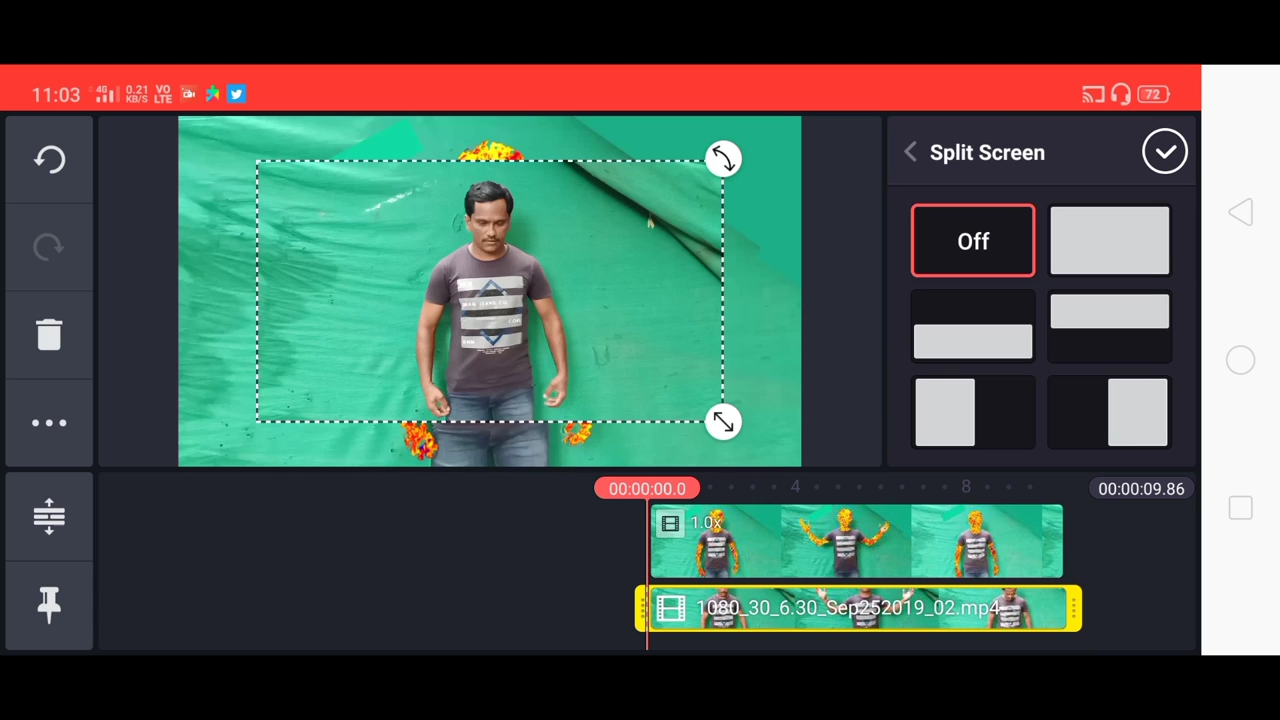 11:03 4G 0.21 KB/S VO LTE 72
Split Screen
Off
00:00:00.0 4 8 00:00:09.86
1.0x
1080_30_6.30_Sep252019_02.mp4